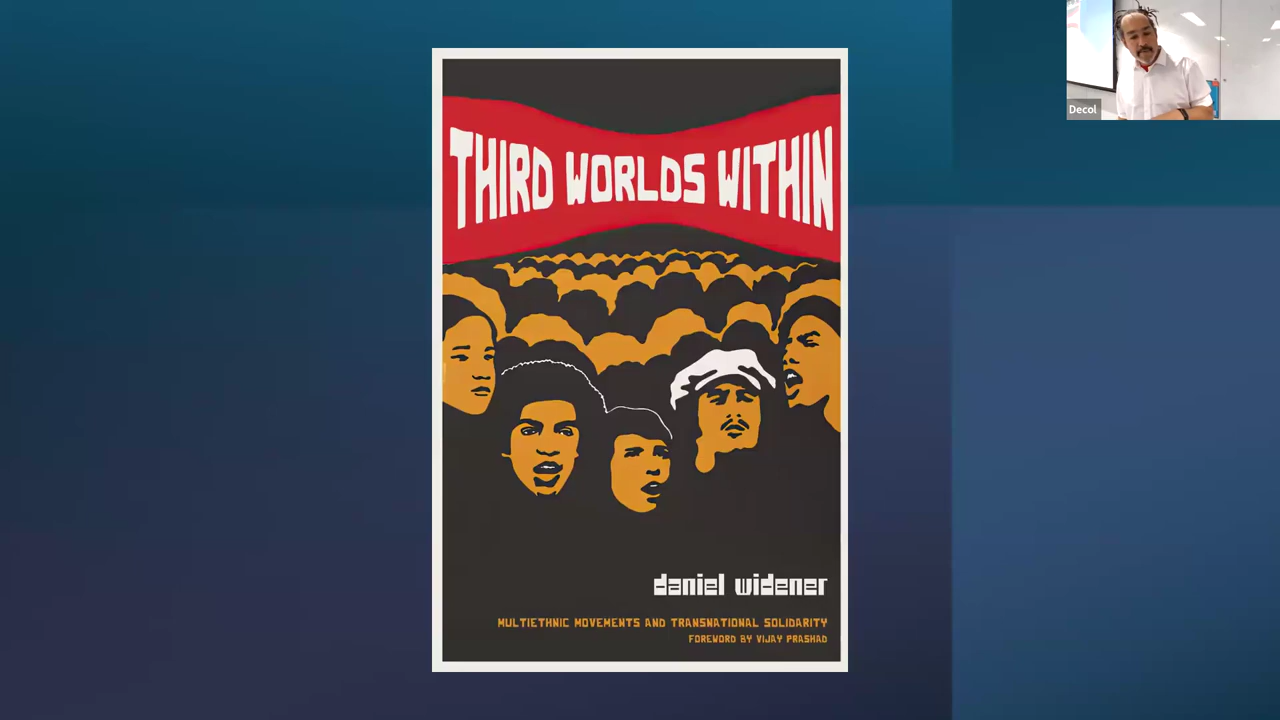 Decol
THIRD WORLDS WITHIN
daniel widener
MULTIETHNIC MOVEMENTS AND TRANSNATIONAL SOLIDARITY
FOREWORD BY VIJAY PRASHAD